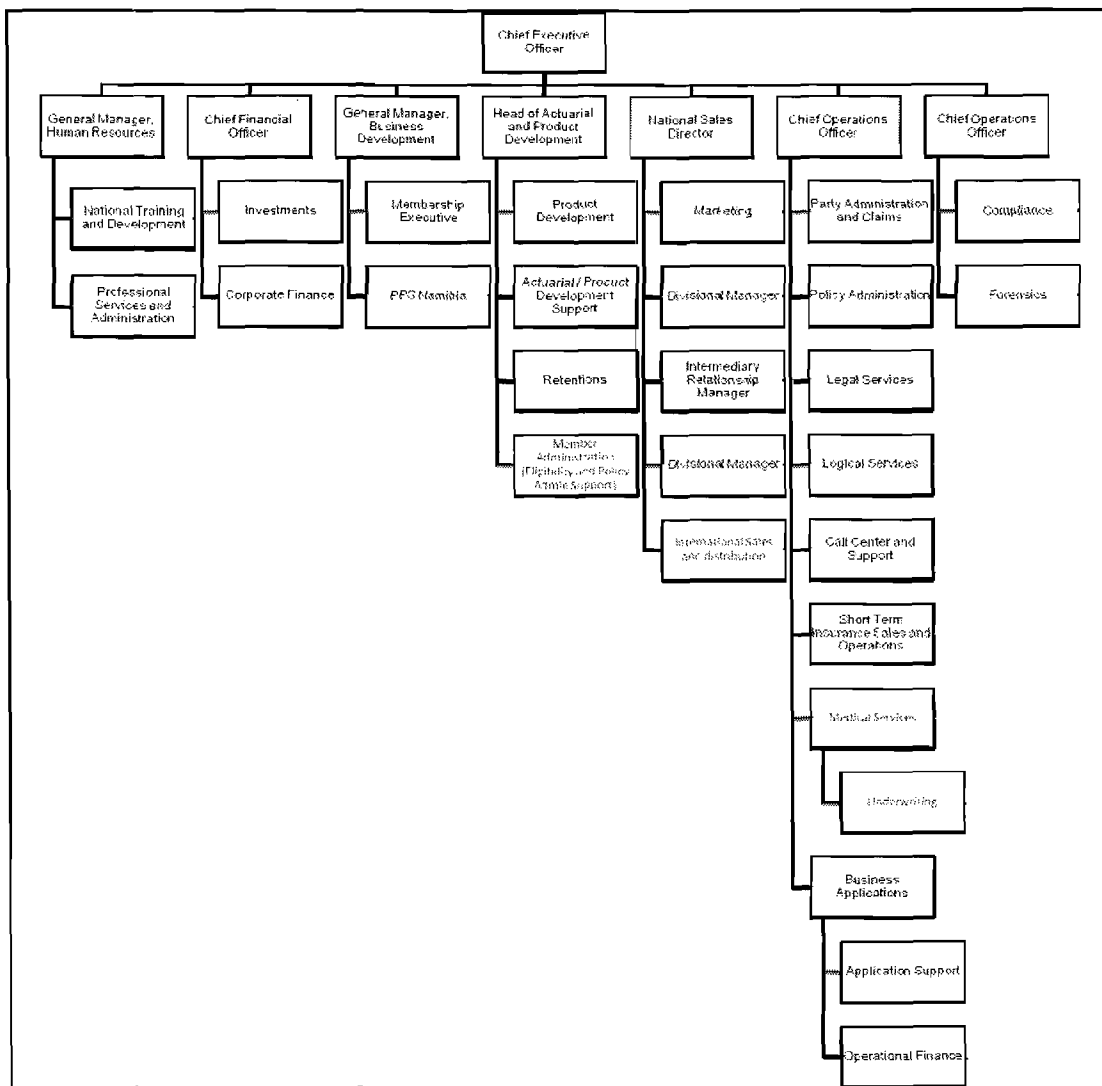 Chief Executive
Officer
General Manager,
Human Resources
Chief Financial
Officer
General Manager,
Business
Development
Head of Actuarial
and Product
Development
National Sales
Director
Chief Operations
Officer
Chief Operations
Officer
National Training
and Development
Professional
Services and
Administration
Investments
Corporate Finance
Membership
Executive
PPS Namibia
Product
Development
Actuarial / Product
Development
Support
Retentions
Member
Administration
(Eligibility and Policy
Admin Support)
Marketing
Divisional Manager
Intermediary
Relationship
Manager
Divisional Manager
International Sales
and distribution
Party Administration
and Claims
Policy Administration
Legal Services
Logical Services
Call Center and
Support
Short Term
Insurance Sales and
Operations
Medical Services
Underwriting
Business
Applications
Application Support
Operational Finance
Compliance
Forensics